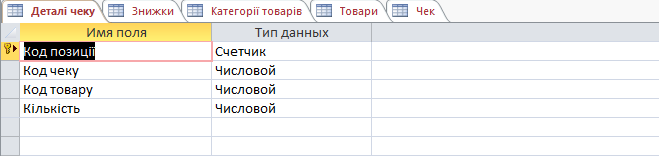 Деталі чеку Знижки Категорії товарів Товари Чек
Имя поля Тип данных
Код позиції Счетчик
Код чеку Числовой
Код товару Числовой
Кількість Числовой